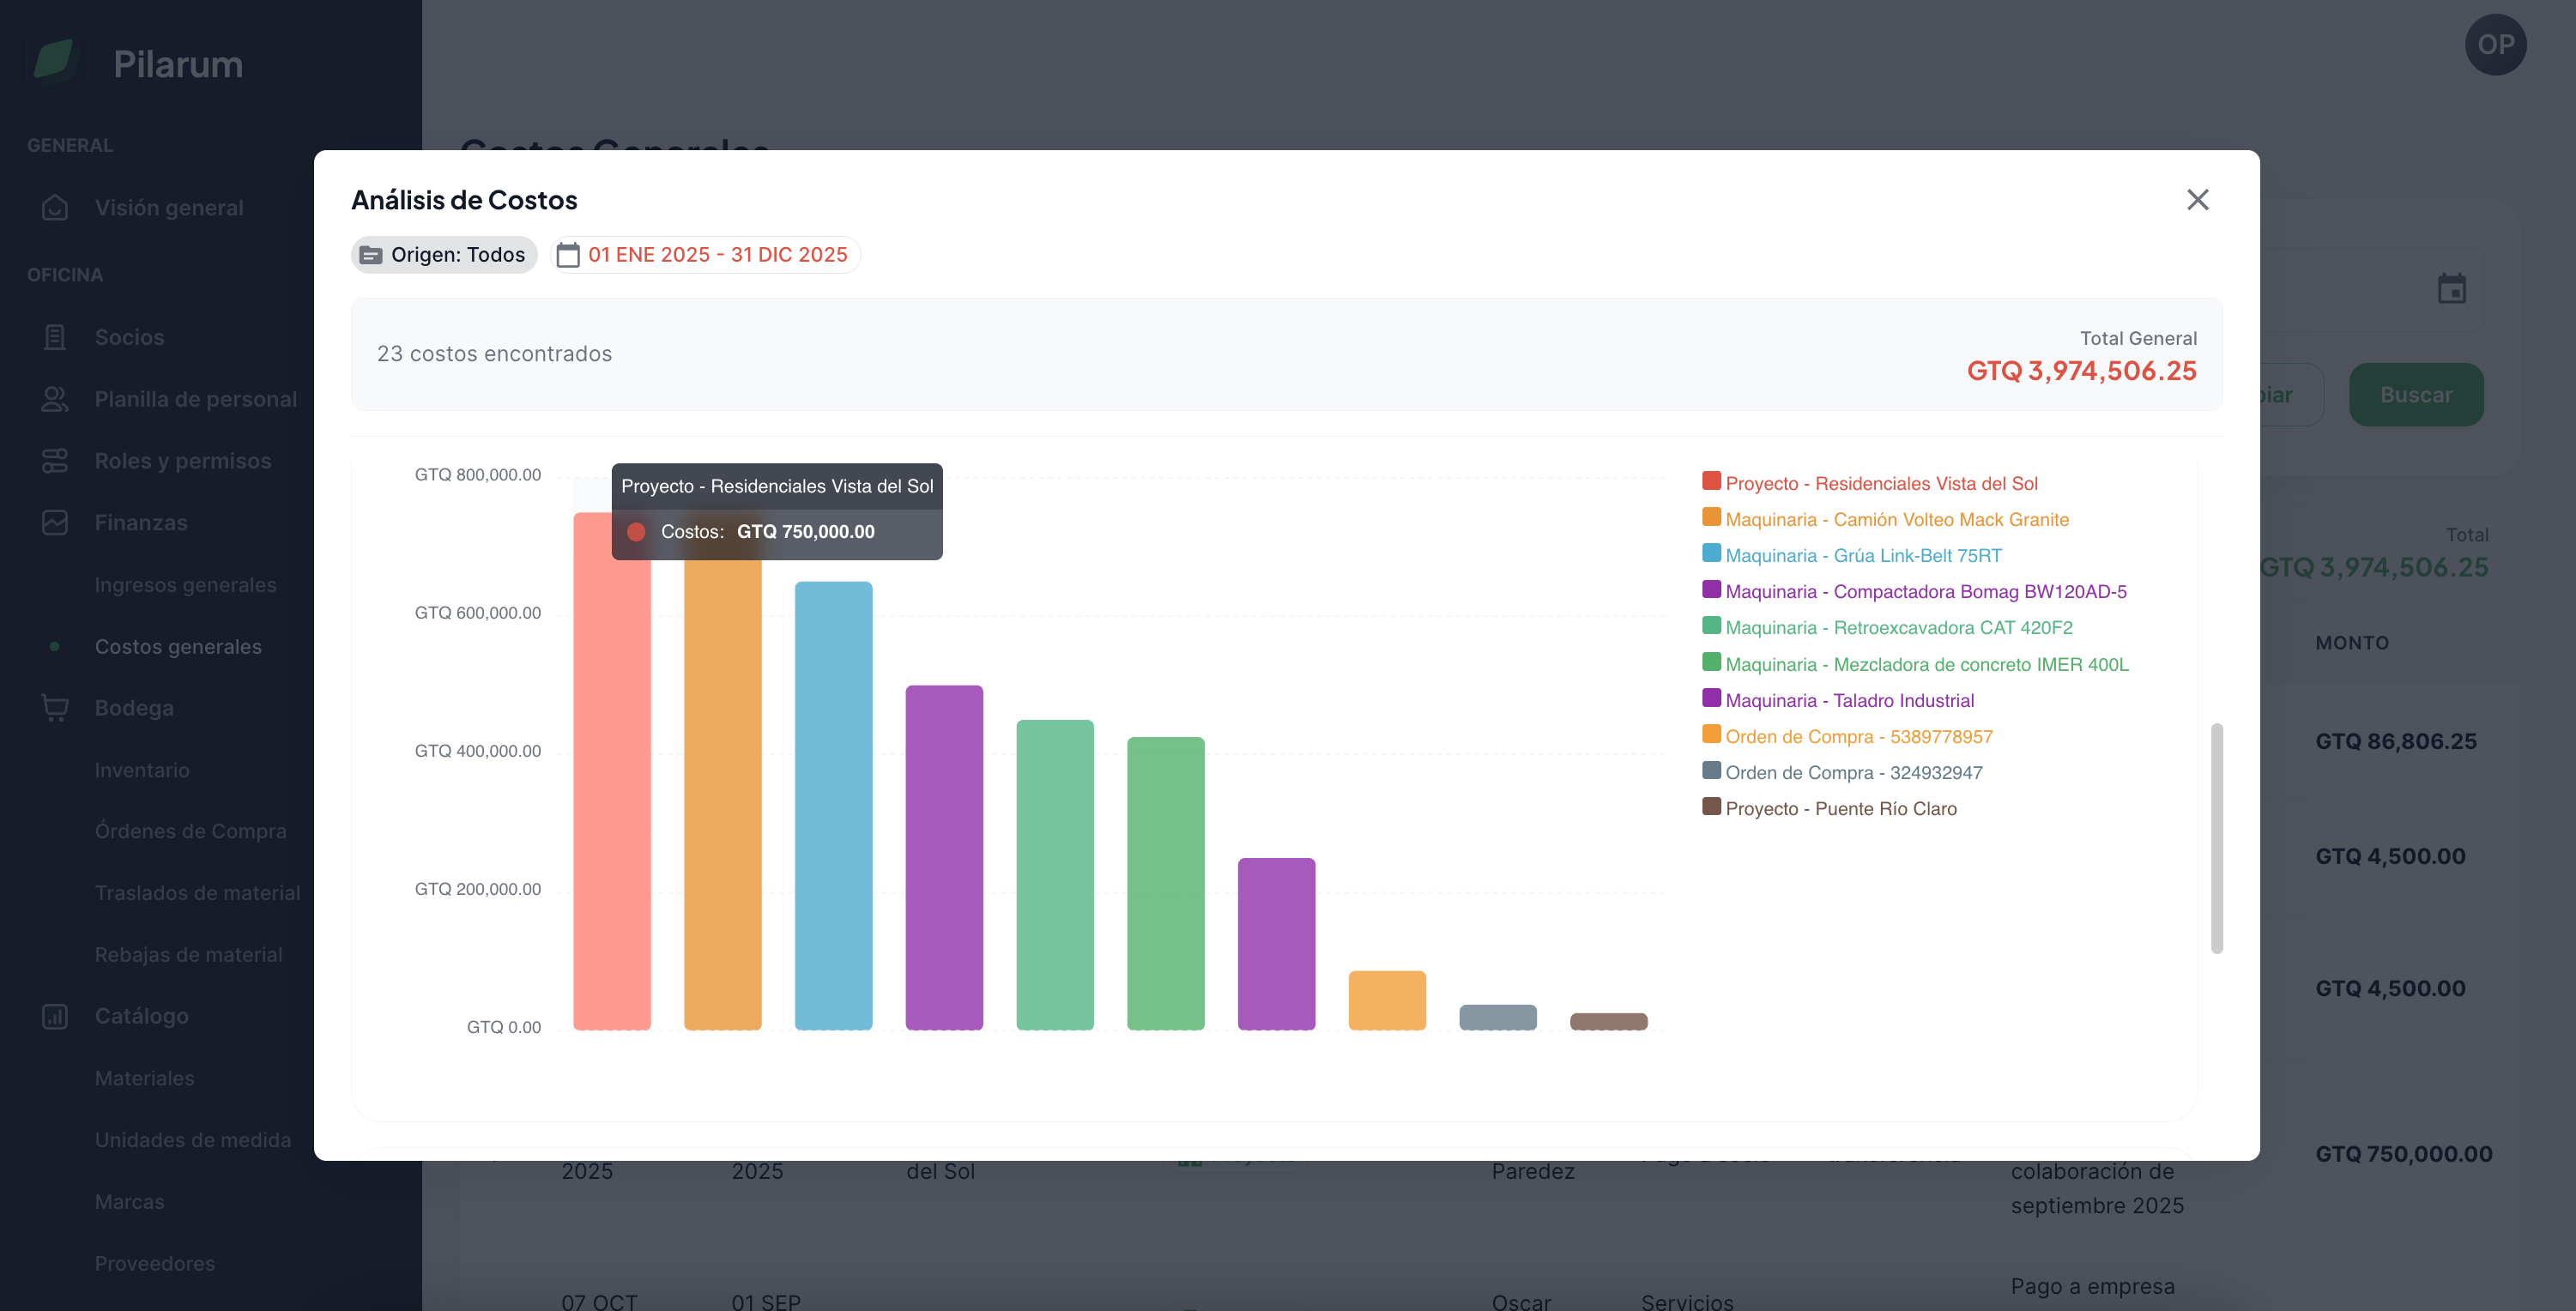 Pilarum
OP
GENERAL
Visión general
OFICINA
Socios
Planilla de personal
Roles y permisos
Finanzas
Ingresos generales
Costos generales
Bodega
Inventario
Órdenes de Compra
Traslados de material
Rebajas de material
Catálogo
Materiales
Unidades de medida
Marcas
Proveedores
Costos Generales
Análisis de Costos
Origen: Todos
01 ENE 2025 - 31 DIC 2025
23 costos encontrados
Total General
GTQ 3,974,506.25
GTQ 800,000.00
GTQ 600,000.00
GTQ 400,000.00
GTQ 200,000.00
GTQ 0.00
Proyecto - Residenciales Vista del Sol
Costos: GTQ 750,000.00
Proyecto - Residenciales Vista del Sol
Maquinaria - Camión Volteo Mack Granite
Maquinaria - Grúa Link-Belt 75RT
Maquinaria - Compactadora Bomag BW120AD-5
Maquinaria - Retroexcavadora CAT 420F2
Maquinaria - Mezcladora de concreto IMER 400L
Maquinaria - Taladro Industrial
Orden de Compra - 5389778957
Orden de Compra - 324932947
Proyecto - Puente Río Claro
Buscar
Total
GTQ 3,974,506.25
MONTO
GTQ 86,806.25
GTQ 4,500.00
GTQ 4,500.00
GTQ 750,000.00
2025 2025 del Sol Paredez colaboración de
septiembre 2025
Pago a empresa
07 OCT 01 SEP Oscar Servicios